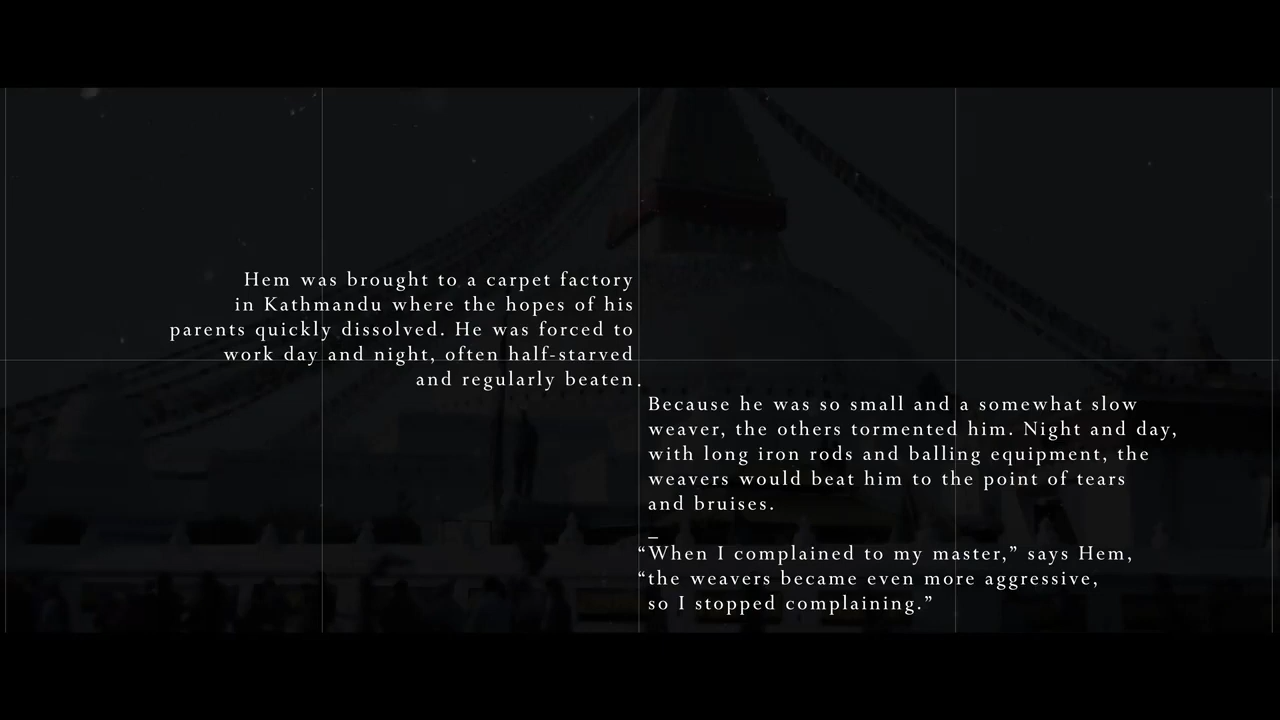 Hem was brought to a carpet factory
in Kathmandu where the hopes of his
parents quickly dissolved. He was forced to
work day and night, often half-starved
and regularly beaten.
Because he was so small and a somewhat slow
weaver, the others tormented him. Night and day,
with long iron rods and balling equipment, the
weavers would beat him to the point of tears
and bruises.
–
“When I complained to my master,” says Hem,
“the weavers became even more aggressive,
so I stopped complaining.”